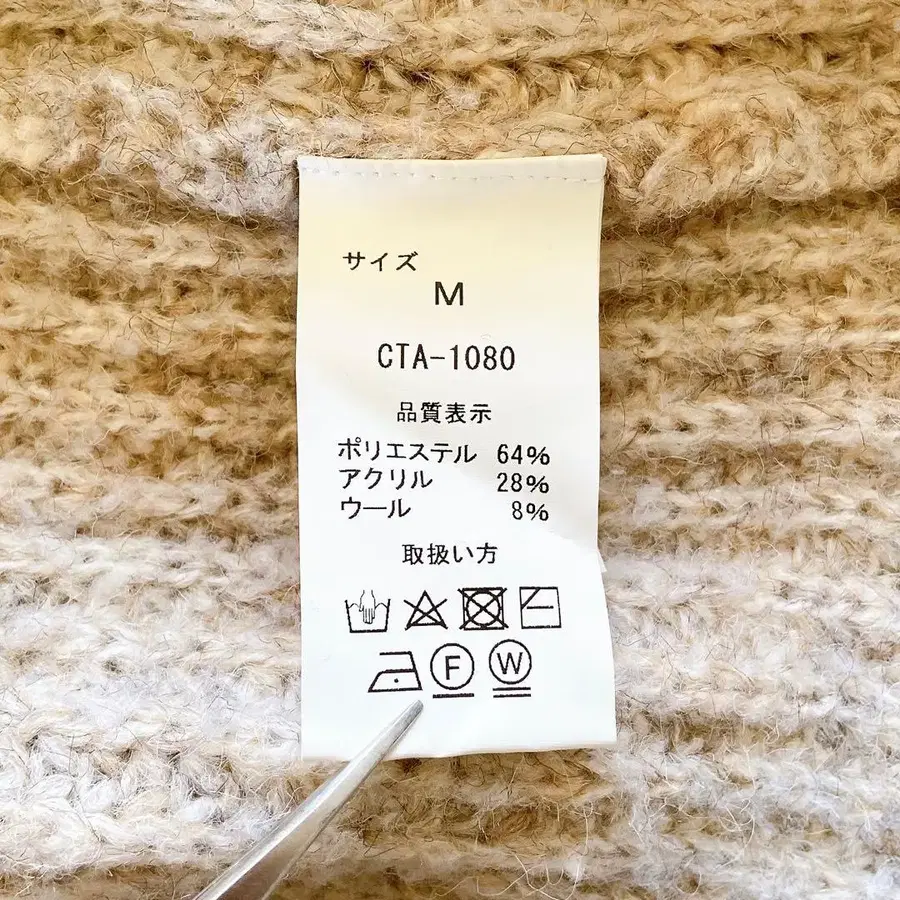 サイズ
M
CTA-1080
品質表示
ポリエステル 64%
アクリル 28%
ウール 8%
取扱い方
F W